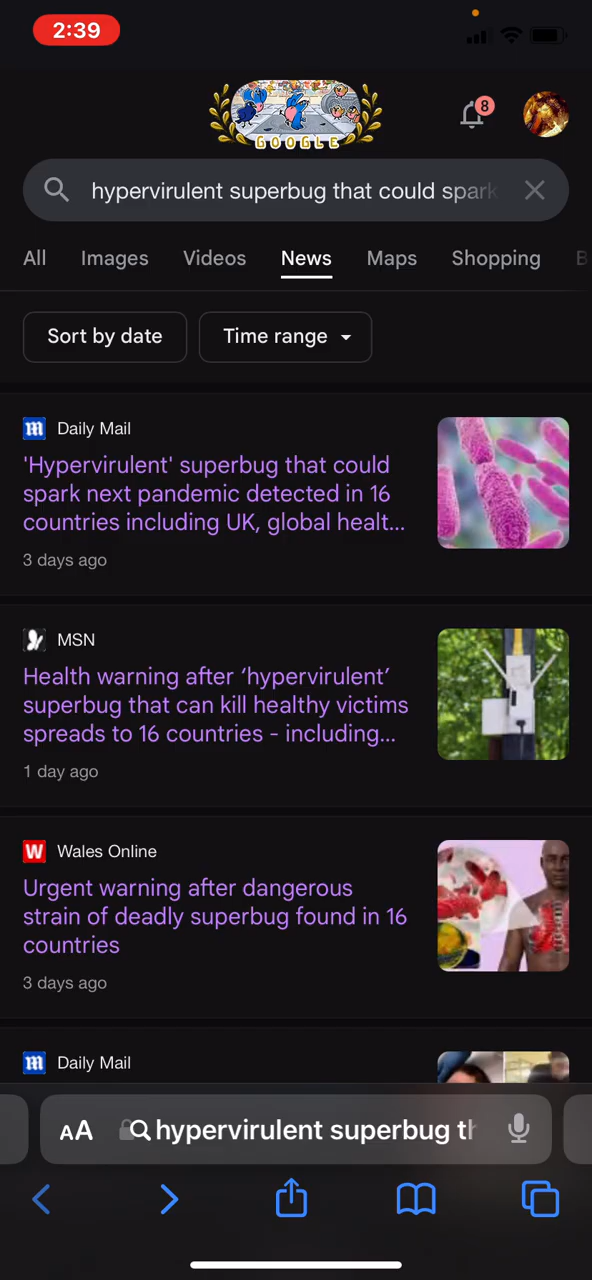 2:39
GOOGLE
8
hypervirulent superbug that could spark
All Images Videos News Maps Shopping B
Sort by date Time range
Daily Mail
'Hypervirulent' superbug that could
spark next pandemic detected in 16
countries including UK, global healt...
3 days ago
MSN
Health warning after ‘hypervirulent’
superbug that can kill healthy victims
spreads to 16 countries - including...
1 day ago
W Wales Online
Urgent warning after dangerous
strain of deadly superbug found in 16
countries
3 days ago
Daily Mail
AA hypervirulent superbug th